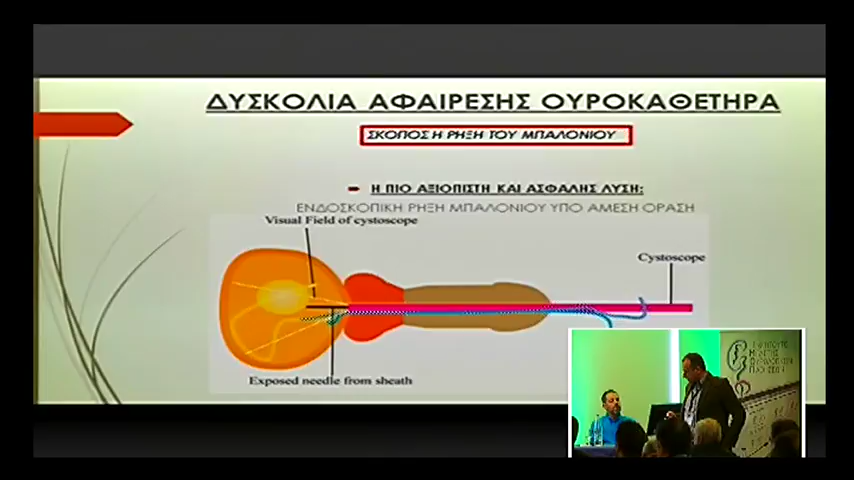 ΔΥΣΚΟΛΙΑ ΑΦΑΙΡΕΣΗΣ ΟΥΡΟΚΑΘΕΤΗΡΑ
ΣΚΟΠΟΣ Η ΡΗΞΗ ΤΟΥ ΜΠΑΛΟΝΙΟΥ
Η ΠΙΟ ΑΞΙΟΠΙΣΤΗ ΚΑΙ ΑΣΦΑΛΗΣ ΛΥΣΗ:
ΕΝΔΟΣΚΟΠΙΚΗ ΡΗΞΗ ΜΠΑΛΟΝΙΟΥ ΥΠΟ ΑΜΕΣΗ ΟΡΑΣΗ
Visual Field of cystoscope
Cystoscope
Exposed needle from sheath